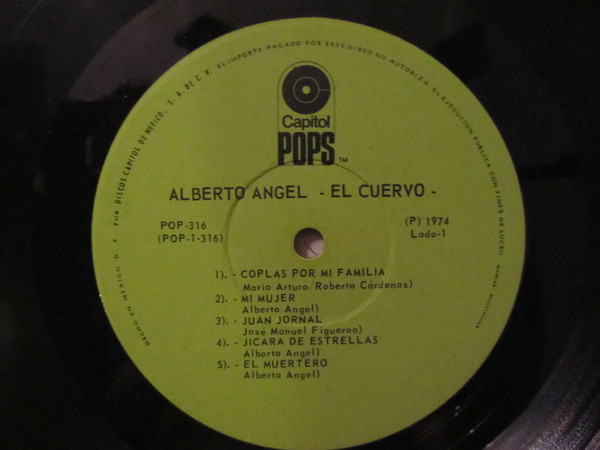 HECHO EN MEXICO D. F. POR DISCOS CAPITOL DE MEXICO, S. A. DE C. V. EL IMPORTE PAGADO POR ESTE DISCO NO AUTORIZA SU EJECUCION PUBLICA CON FINES DE LUCRO
Capitol
POPS TM
ALBERTO ANGEL - EL CUERVO -
POP-316
(POP-1-316)
(P) 1974
Lado-1
1). - COPLAS POR MI FAMILIA
Mario Arturo/Roberto Cárdenas)
2). - MI MUJER
Alberto Angel)
3). - JUAN JORNAL
José Manuel Figueroa)
4). - JICARA DE ESTRELLAS
Alberto Angel)
5). - EL MUERTERO
Alberto Angel)